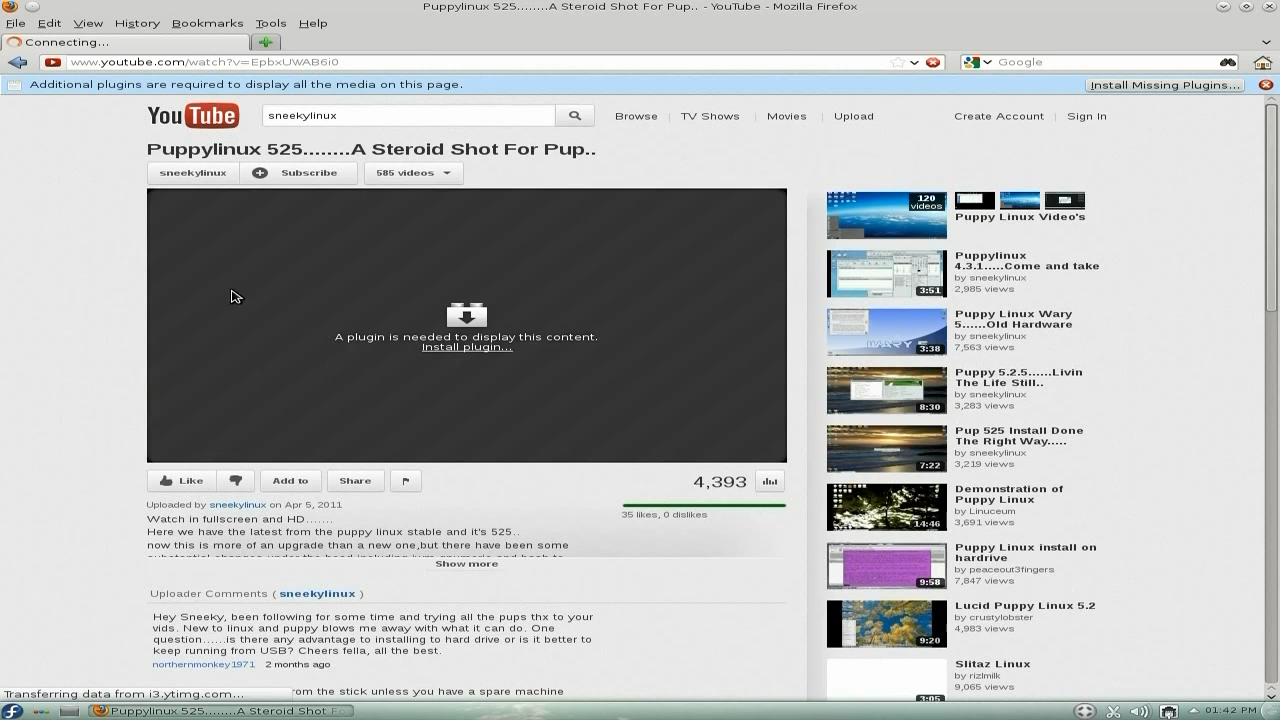 Puppylinux 525........A Steroid Shot For Pup.. - YouTube - Mozilla Firefox
File Edit View History Bookmarks Tools Help
Connecting...
www.youtube.com/watch?v=EpbxUWAB6i0
Google
Additional plugins are required to display all the media on this page.
Install Missing Plugins...
YouTube
sneekylinux
Browse TV Shows Movies Upload
Create Account Sign In
Puppylinux 525........A Steroid Shot For Pup..
sneekylinux
Subscribe
585 videos
A plugin is needed to display this content.
Install plugin...
Like
Add to
Share
4,393
Uploaded by sneekylinux on Apr 5, 2011
35 likes, 0 dislikes
Watch in fullscreen and HD.......
Here we have the latest from the puppy linux stable and it's 525..
now this is more of an upgrade than a new one,but there have been some
Show more
Uploader Comments ( sneekylinux )
Hey Sneeky, been following for some time and trying all the pups thx to your
vids. New to linux and puppy blows me away with what it can do. One
question..... is there any advantage to installing to hard drive or is it better to
keep running from USB? Cheers fella, all the best.
northernmonkey1971 2 months ago
from the stick unless you have a spare machine
120
videos
Puppy Linux Video's
3:51
Puppylinux
4.3.1.....Come and take
by sneekylinux
2,985 views
3:38
Puppy Linux Wary
5......Old Hardware
by sneekylinux
7,563 views
8:30
Puppy 5.2.5......Livin
The Life Still..
by sneekylinux
3,283 views
7:22
Pup 525 Install Done
The Right Way.....
by sneekylinux
3,219 views
14:46
Demonstration of
Puppy Linux
by Linuceum
3,691 views
9:58
Puppy Linux install on
hardrive
by peaceout3fingers
7,847 views
9:20
Lucid Puppy Linux 5.2
by crustylobster
4,983 views
3:05
Slitaz Linux
by rizlmilk
9,065 views
Transferring data from i3.ytimg.com...
Puppylinux 525........A Steroid Shot F
01:42 PM